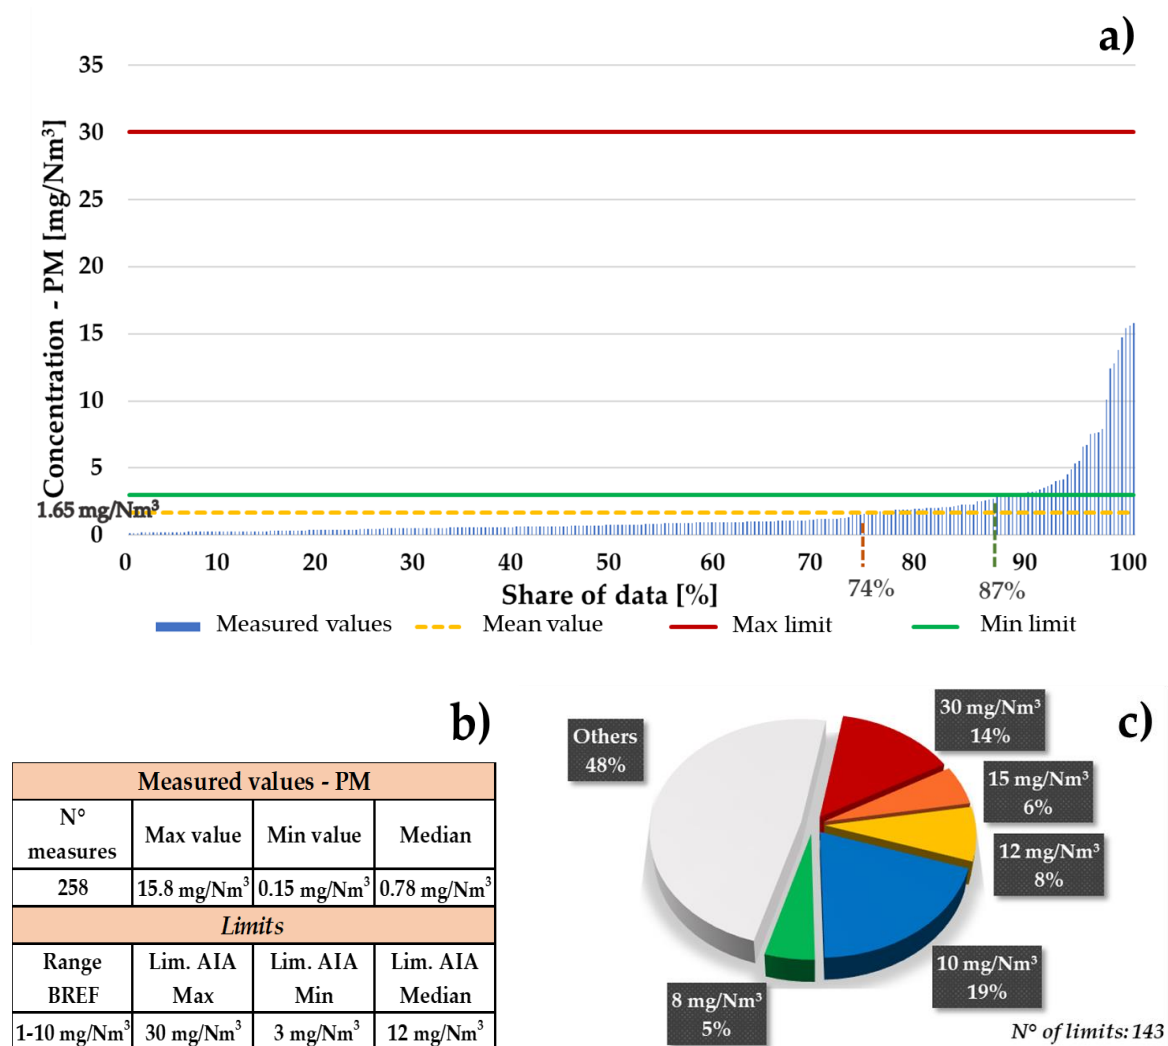 a)
Concentration - PM [mg/Nm³]
35
30
25
20
15
10
5
0
1.65 mg/Nm³
0 10 20 30 40 50 60 70 80 90 100
74% 87%
Share of data [%]
Measured values Mean value Max limit Min limit
b)
Measured values - PM
N° measures Max value Min value Median
258 15.8 mg/Nm³ 0.15 mg/Nm³ 0.78 mg/Nm³
Limits
Range BREF Lim. AIA Max Lim. AIA Min Lim. AIA Median
1-10 mg/Nm³ 30 mg/Nm³ 3 mg/Nm³ 12 mg/Nm³
c)
Others
48%
30 mg/Nm³
14%
15 mg/Nm³
6%
12 mg/Nm³
8%
10 mg/Nm³
19%
8 mg/Nm³
5%
N° of limits: 143